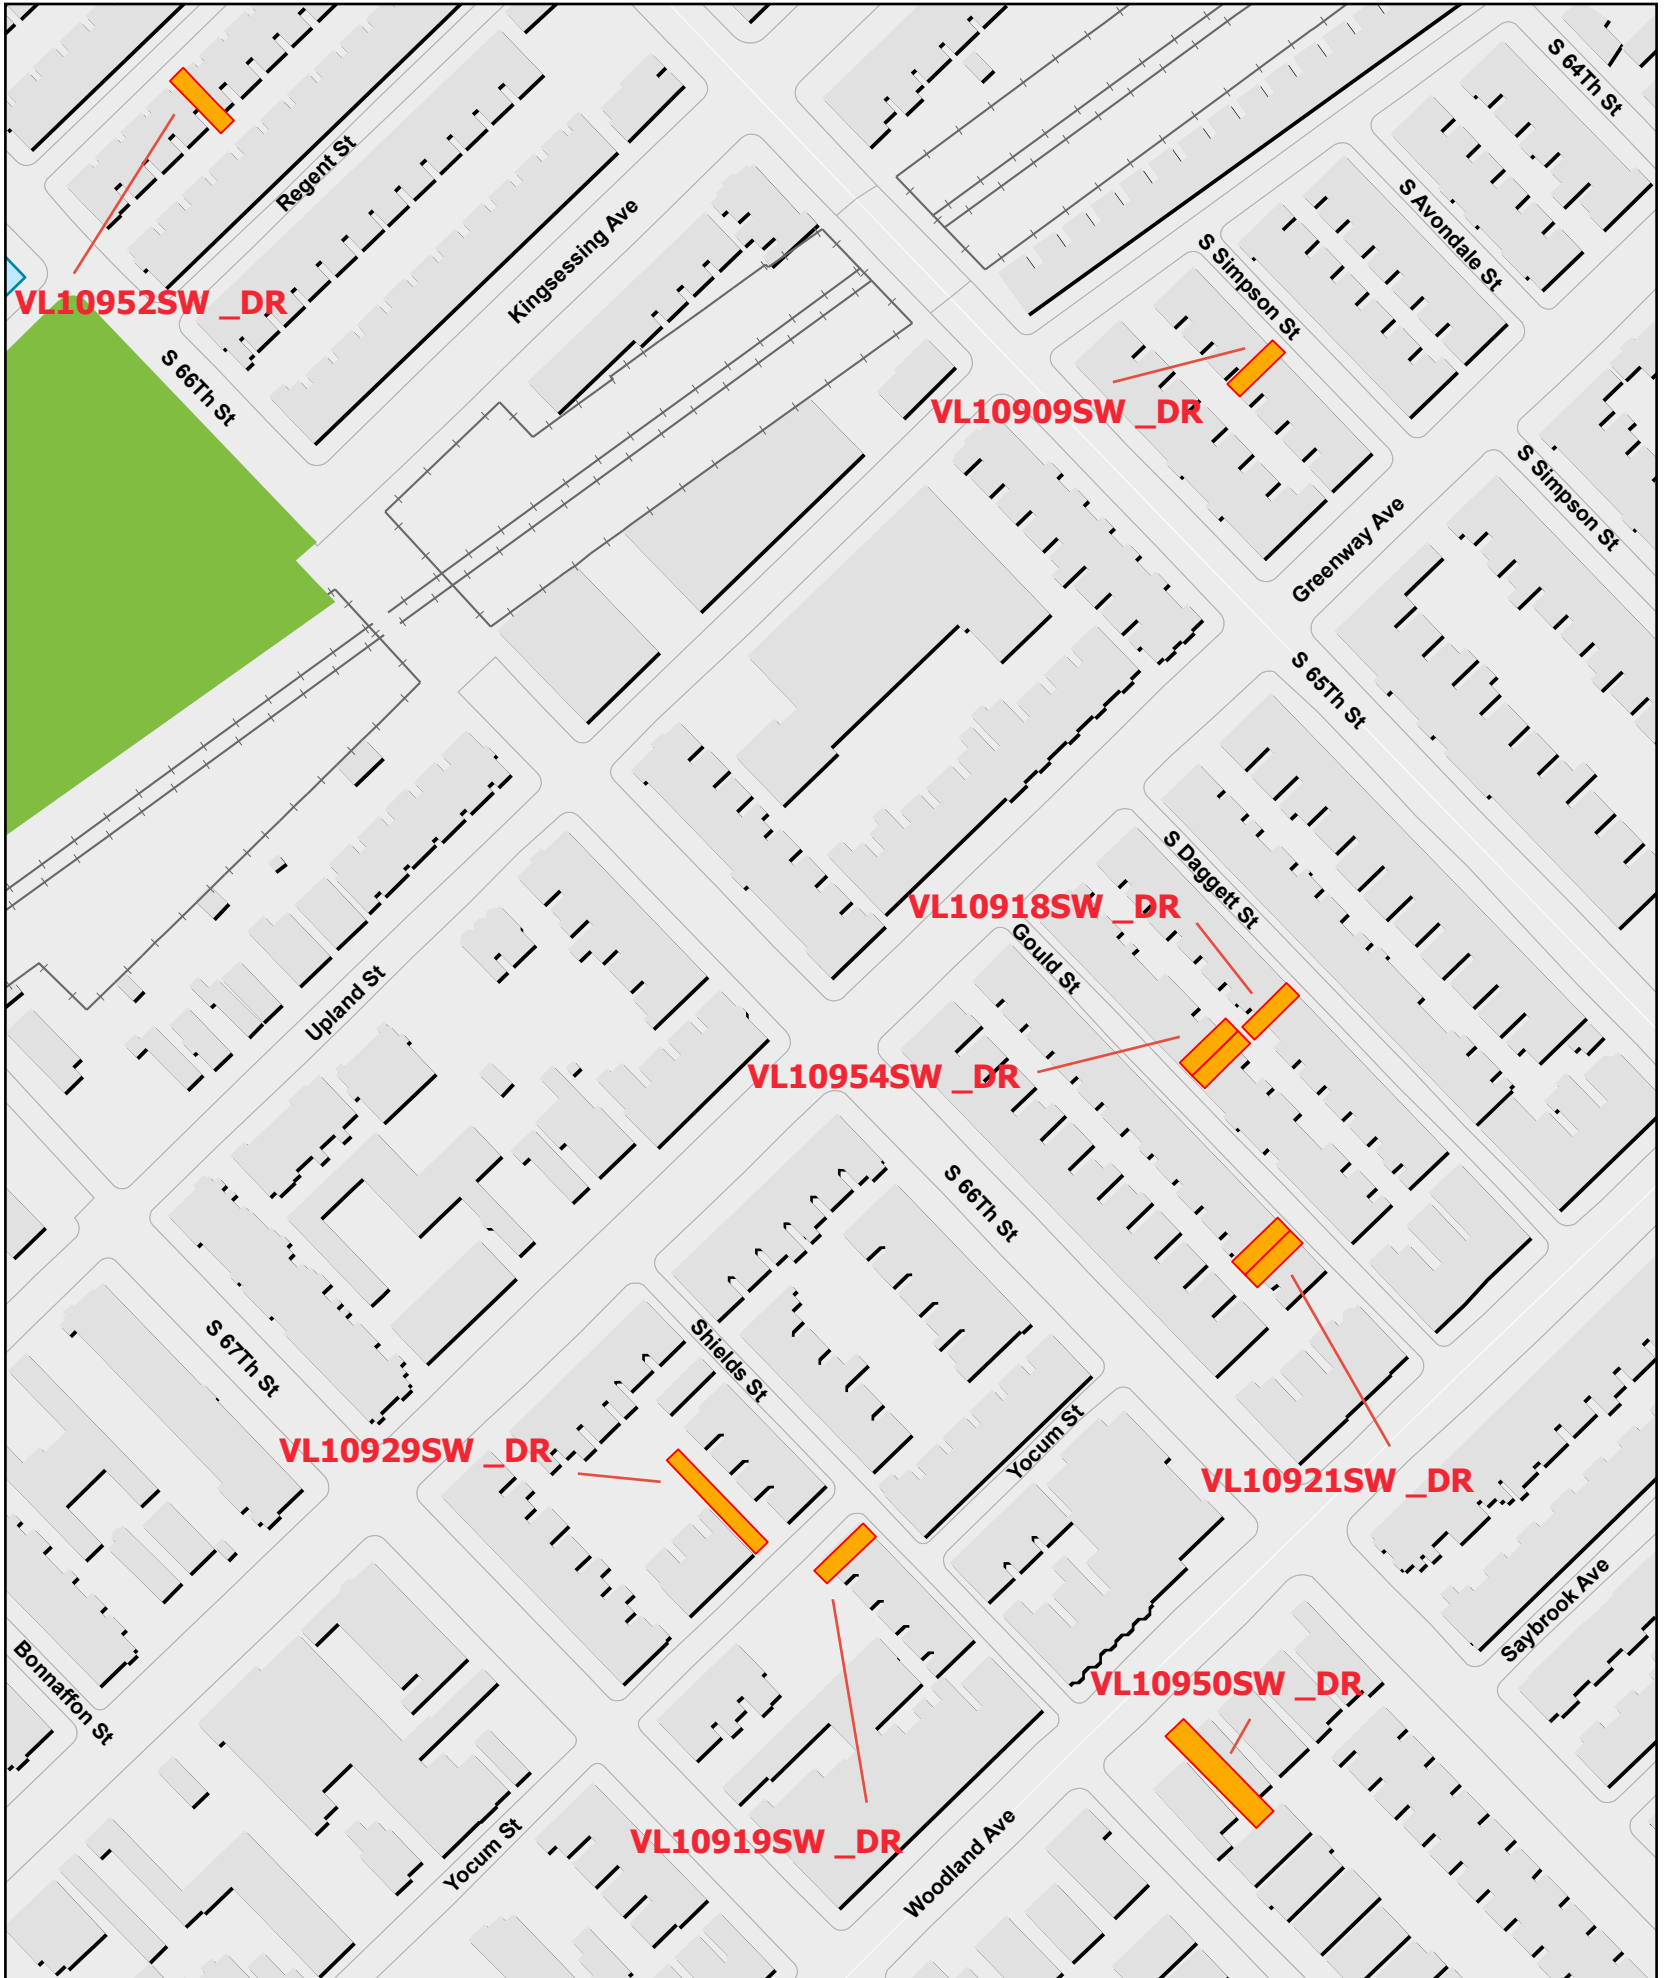 S 64Th St
Regent St
S Avondale St
Kingsessing Ave
S Simpson St
VL10952SW _DR
S 66Th St
VL10909SW _DR
S Simpson St
Greenway Ave
S 65Th St
S Daggett St
VL10918SW _DR
Gould St
Upland St
VL10954SW _DR
S 66Th St
S 67Th St
Shields St
Yocum St
VL10929SW _DR
VL10921SW _DR
Saybrook Ave
Bonnaffon St
VL10950SW _DR
VL10919SW _DR
Yocum St
Woodland Ave